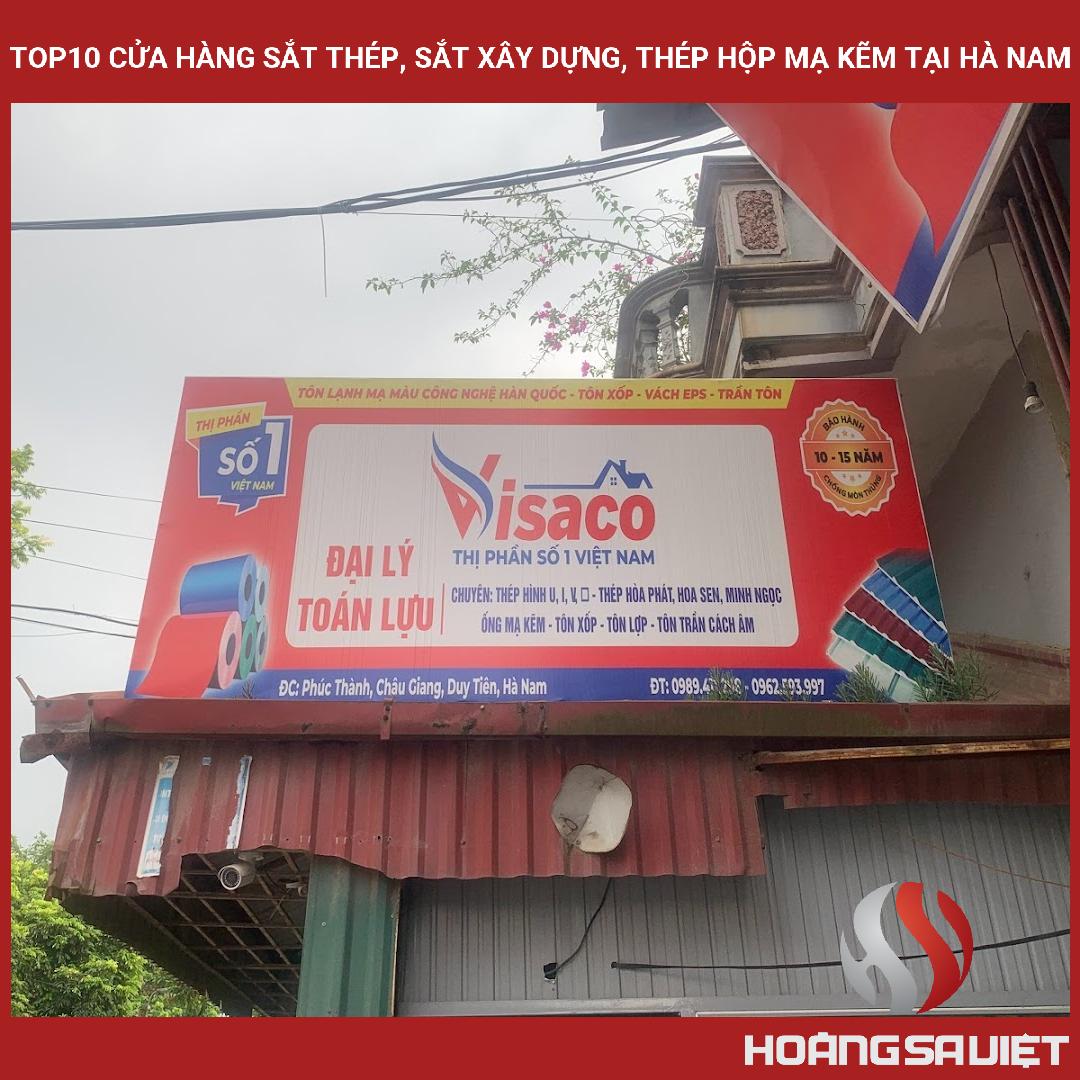 TOP10 CỬA HÀNG SẮT THÉP, SẮT XÂY DỰNG, THÉP HỘP MẠ KẼM TẠI HÀ NAM
TÔN LẠNH MẠ MÀU CÔNG NGHỆ HÀN QUỐC - TÔN XỐP - VÁCH EPS - TRẦN TÔN
THỊ PHẦN
SỐ 1
VIỆT NAM
BẢO HÀNH
10 - 15 NĂM
CHỐNG MÒN THỦNG
Visaco
THỊ PHẦN SỐ 1 VIỆT NAM
ĐẠI LÝ
TOÁN LỰU
CHUYÊN: THÉP HÌNH U, I, V, □ - THÉP HÒA PHÁT, HOA SEN, MINH NGỌC
ỐNG MẠ KẼM - TÔN XỐP - TÔN LỢP - TÔN TRẦN CÁCH ÂM
ĐC: Phúc Thành, Châu Giang, Duy Tiên, Hà Nam
ĐT: - 0962.593.997
HOÀNGSAVIỆT